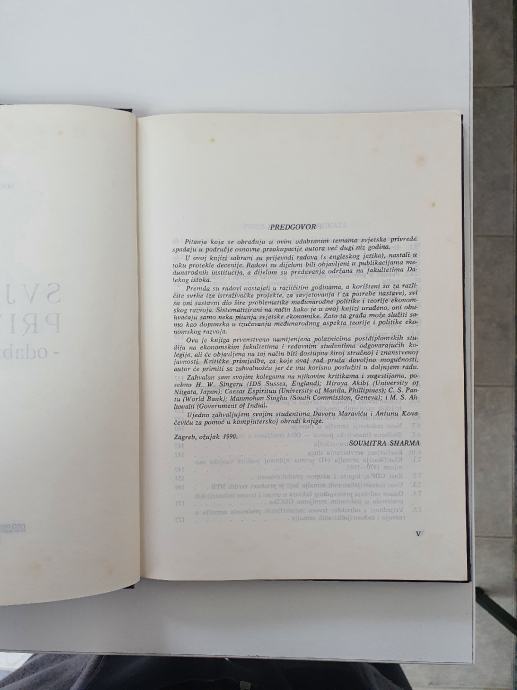 SVJ
PRI
- odab
PREDGOVOR
Pitanja koja se obrađuju u ovim odabranim temama svjetske privrede
spadaju u područje osnovne preokupacije autora već dugi niz godina.
U ovoj knjizi sabrani su prijevodi radova (s engleskog jezika), nastali u
toku protekle decenije. Radovi su dijelom bili objavljeni u publikacijama me-
đunarodnih institucija, a dijelom su predavanja održana na fakultetima Da-
lekog istoka.
Premda su radovi nastajali u različitim godinama, a korišteni su za raz-
ličite svrhe (za istraživačke projekte, za savjetovanja i za potrebe nastave), svi
se oni zasnivaju dio šire problematike međunarodne politike i teorije ekonom-
skog razvoja. Sistematizirani na način kako je u ovoj knjizi urađeno, oni obu-
hvaćaju samo neka pitanja svjetske ekonomike. Zato ta građa može služiti sa-
mo kao dopunska u izučavanju međunarodnog aspekta teorije i politike eko-
nomskog razvoja.
Ova je knjiga prvenstveno namijenjena polaznicima postdiplomskih stu-
dija na ekonomskim fakultetima i redovnim studentima odgovarajućih ko-
legija, ali će objavljena na taj način biti dostupna široj stručnoj i znanstvenoj
javnosti. Kritičke primjedbe, za koje ovaj rad pruža dovoljno mogućnosti,
autor će primiti sa zahvalnošću jer će mu koristiti u daljnjem radu.
Zahvalan sam svojim kolegama na njihovim kritikama i sugestijama, po-
sebno H. W. Singeru (IDS Sussex, England); Hiroya Akibi (University of
Niigata, Japan); Caesar Espiritu (University of Manila, Phillipines); C. S. Pan-
tu (World Bank); Manmohan Singhu (South Commission, Geneva); i M. S. Ah-
luwalii (Government of India).
Ujedno zahvaljujem svojim studentima Davoru Maraviću i Antunu Kova-
čeviću za pomoć u kompjuterskoj obradi knjige.
Zagreb, ožujak 1990.
SOUMITRA SHARMA
V